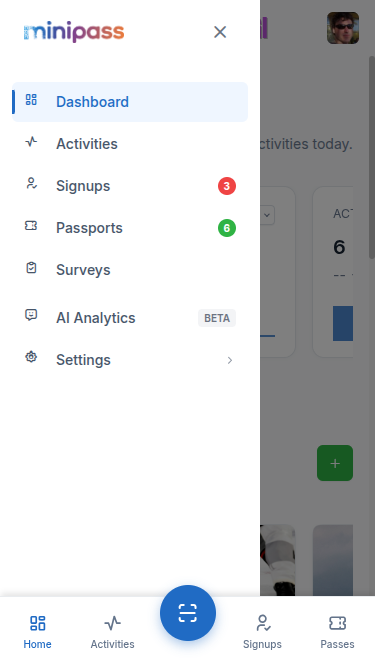 minipass
Dashboard
ctivities today.
Activities
Signups
3
ACT
Passports
6
6
--
Surveys
AI Analytics
BETA
Settings
+
Home
Activities
Signups
Passes